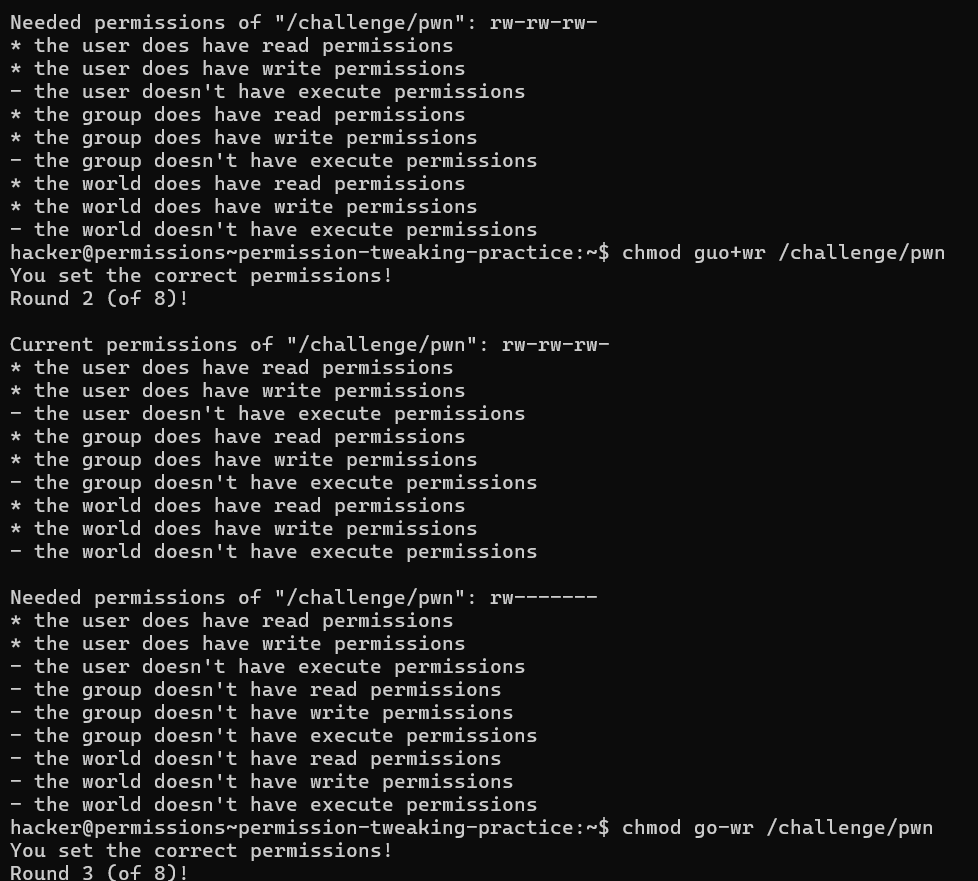 Needed permissions of "/challenge/pwn": rw-rw-rw-
* the user does have read permissions
* the user does have write permissions
- the user doesn't have execute permissions
* the group does have read permissions
* the group does have write permissions
- the group doesn't have execute permissions
* the world does have read permissions
* the world does have write permissions
- the world doesn't have execute permissions
hacker@permissions~permission-tweaking-practice:~$ chmod guo+wr /challenge/pwn
You set the correct permissions!
Round 2 (of 8)!
Current permissions of "/challenge/pwn": rw-rw-rw-
* the user does have read permissions
* the user does have write permissions
- the user doesn't have execute permissions
* the group does have read permissions
* the group does have write permissions
- the group doesn't have execute permissions
* the world does have read permissions
* the world does have write permissions
- the world doesn't have execute permissions
Needed permissions of "/challenge/pwn": rw-------
* the user does have read permissions
* the user does have write permissions
- the user doesn't have execute permissions
- the group doesn't have read permissions
- the group doesn't have write permissions
- the group doesn't have execute permissions
- the world doesn't have read permissions
- the world doesn't have write permissions
- the world doesn't have execute permissions
hacker@permissions~permission-tweaking-practice:~$ chmod go-wr /challenge/pwn
You set the correct permissions!
Round 3 (of 8)!